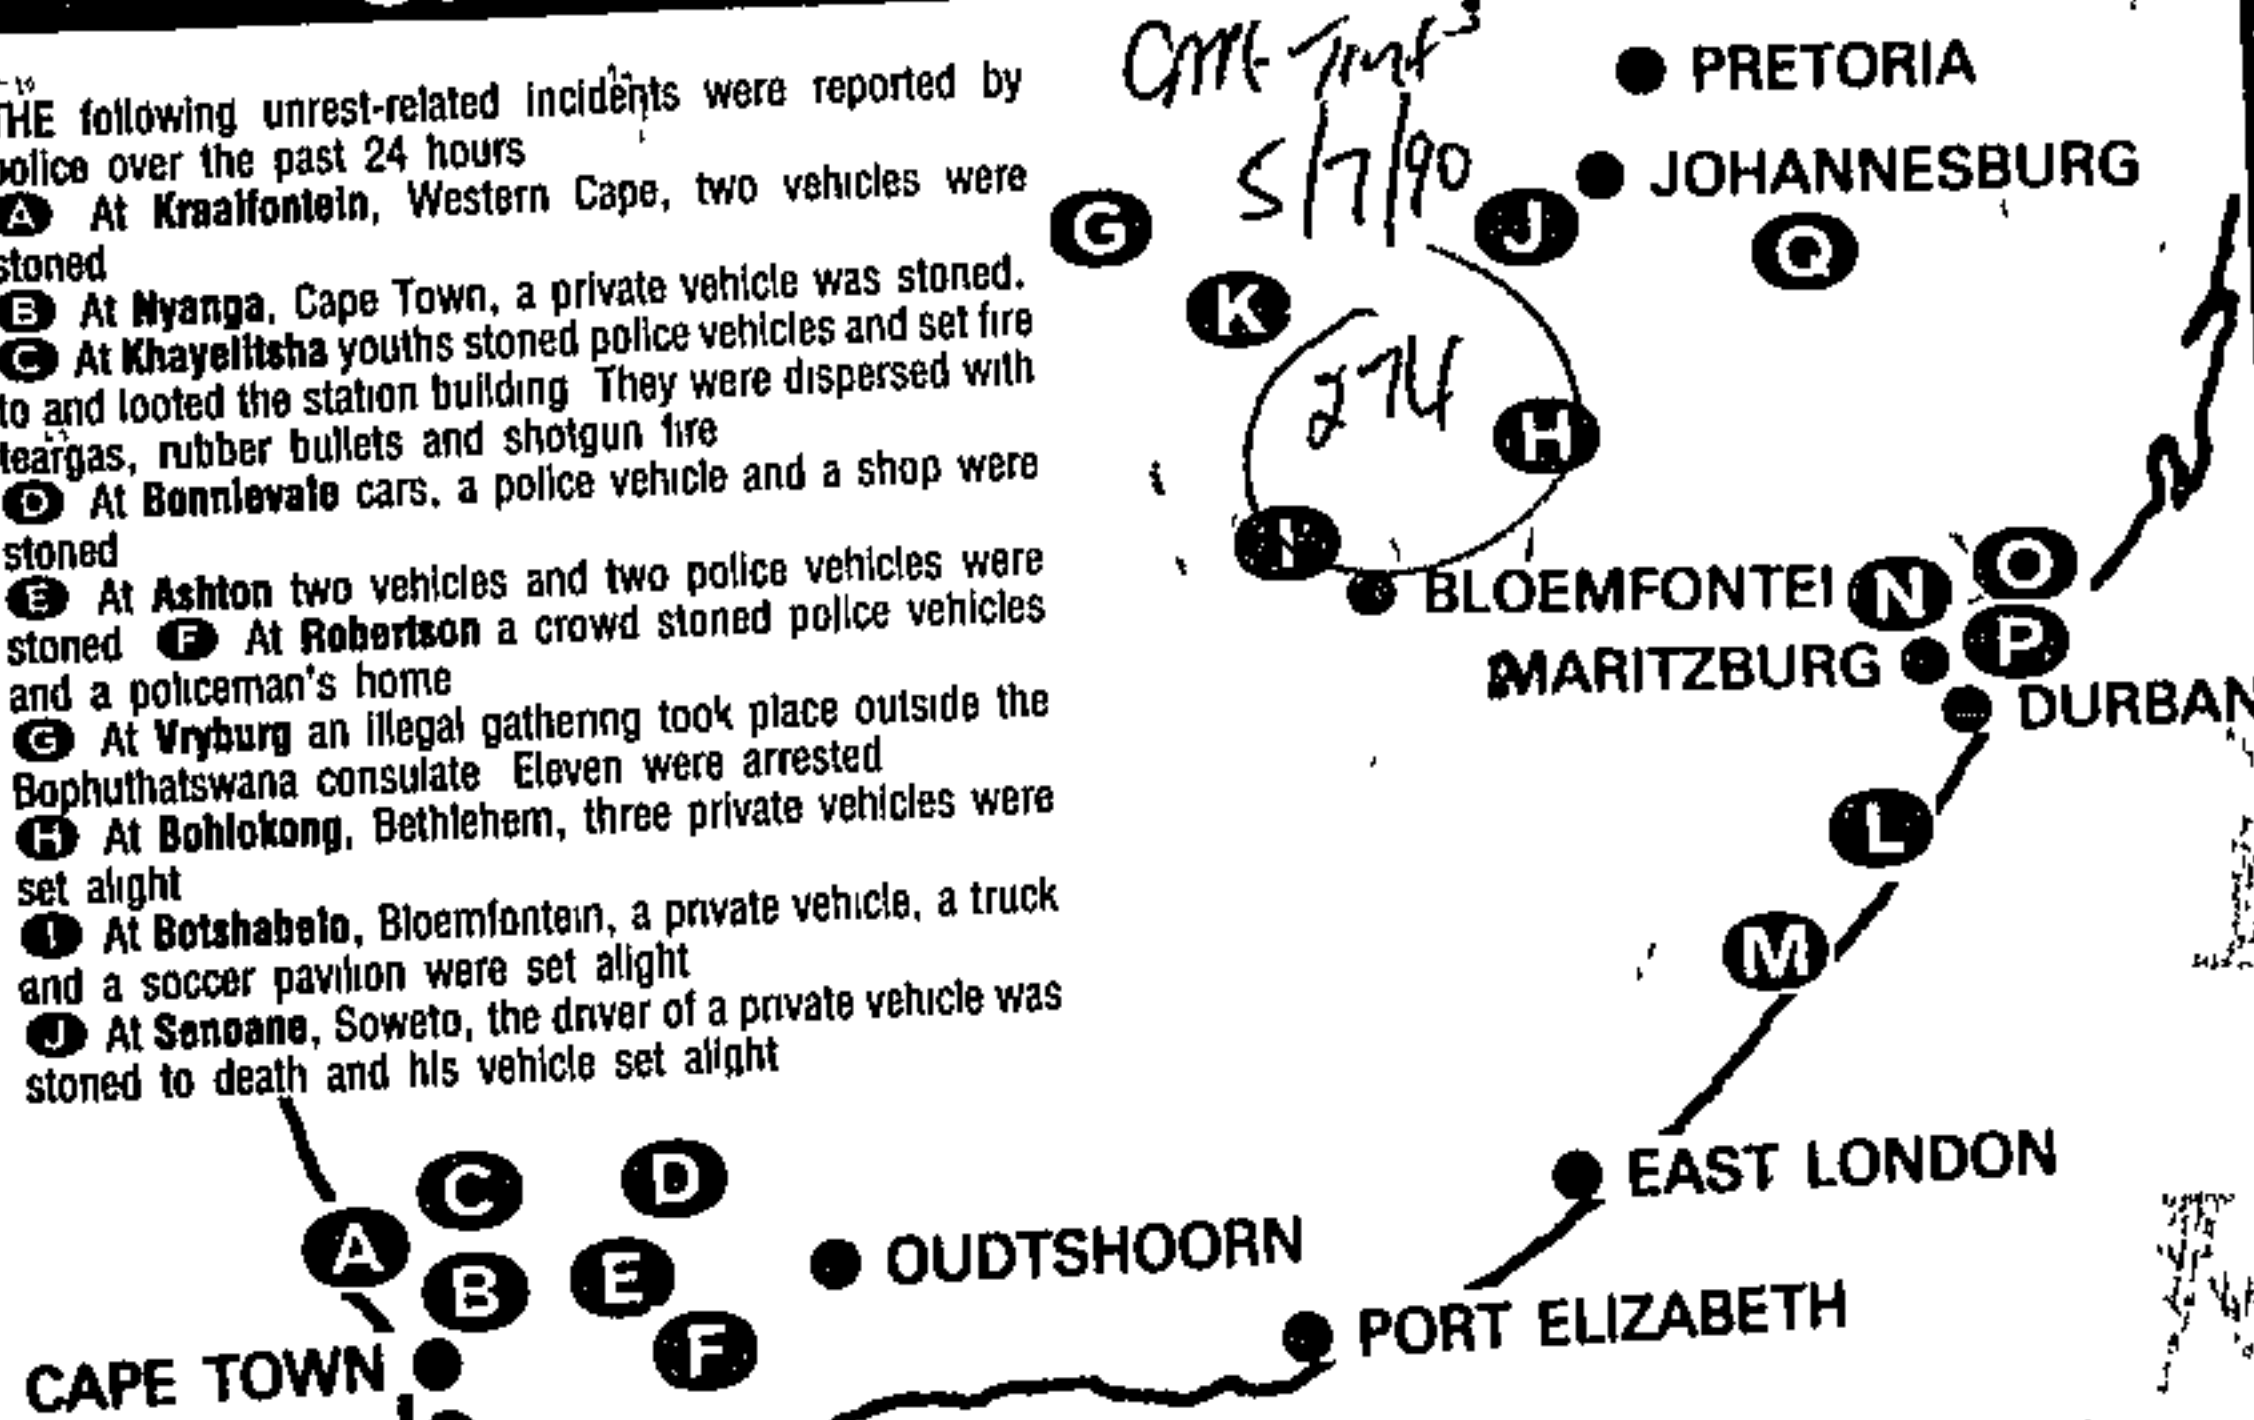 THE following unrest-related incidents were reported by
police over the past 24 hours
A At Kraaifontein, Western Cape, two vehicles were
stoned
B At Nyanga, Cape Town, a private vehicle was stoned.
C At Khayelitsha youths stoned police vehicles and set fire
to and looted the station building They were dispersed with
teargas, rubber bullets and shotgun fire
D At Bonnievale cars, a police vehicle and a shop were
stoned
E At Ashton two vehicles and two police vehicles were
stoned F At Robertson a crowd stoned police vehicles
and a policeman's home
G At Vryburg an illegal gathering took place outside the
Bophuthatswana consulate Eleven were arrested
H At Bohlokong, Bethlehem, three private vehicles were
set alight
I At Botshabelo, Bloemfontein, a private vehicle, a truck
and a soccer pavilion were set alight
J At Senoane, Soweto, the driver of a private vehicle was
stoned to death and his vehicle set alight
5/7/90
274
PRETORIA
JOHANNESBURG
G
J
Q
K
H
I
BLOEMFONTEI
N
O
MARITZBURG
P
DURBAN
L
M
EAST LONDON
C
D
A
B
E
OUDTSHOORN
F
PORT ELIZABETH
CAPE TOWN